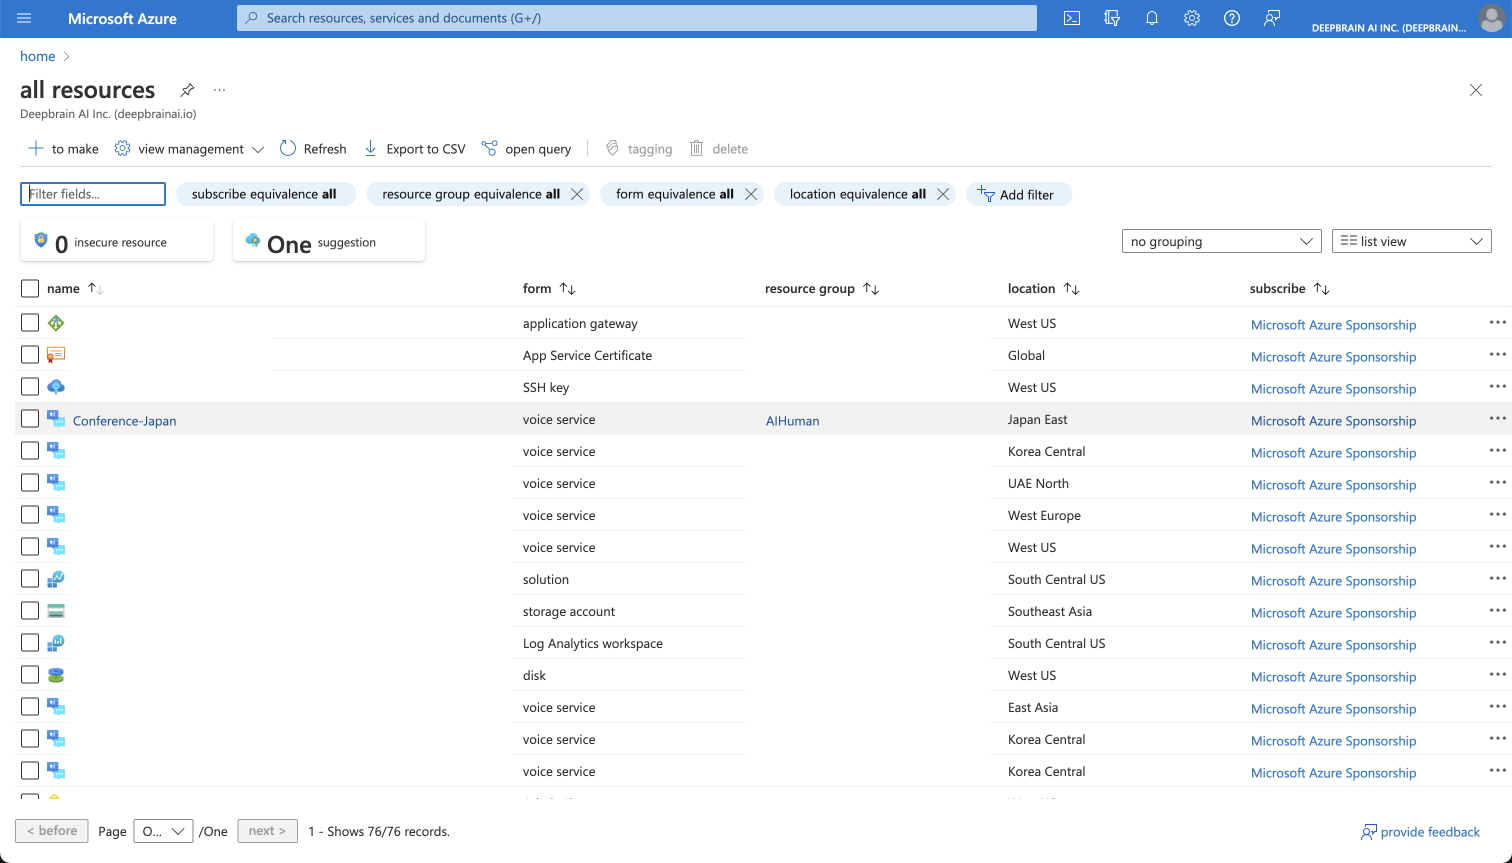 Microsoft Azure
Search resources, services and documents (G+/)
DEEPBRAIN AI INC. (DEEPBRAIN...
home >
all resources ...
Deepbrain AI Inc. (deepbrainai.io)
to make view management Refresh Export to CSV open query tagging delete
Filter fields... subscribe equivalence all resource group equivalence all form equivalence all location equivalence all Add filter
0 insecure resource One suggestion no grouping list view
name form resource group location subscribe
application gateway West US Microsoft Azure Sponsorship ...
App Service Certificate Global Microsoft Azure Sponsorship ...
SSH key West US Microsoft Azure Sponsorship ...
Conference-Japan voice service AIHuman Japan East Microsoft Azure Sponsorship ...
voice service Korea Central Microsoft Azure Sponsorship ...
voice service UAE North Microsoft Azure Sponsorship ...
voice service West Europe Microsoft Azure Sponsorship ...
voice service West US Microsoft Azure Sponsorship ...
solution South Central US Microsoft Azure Sponsorship ...
storage account Southeast Asia Microsoft Azure Sponsorship ...
Log Analytics workspace South Central US Microsoft Azure Sponsorship ...
disk West US Microsoft Azure Sponsorship ...
voice service East Asia Microsoft Azure Sponsorship ...
voice service Korea Central Microsoft Azure Sponsorship ...
voice service Korea Central Microsoft Azure Sponsorship ...
< before Page O... /One next > 1 - Shows 76/76 records. provide feedback